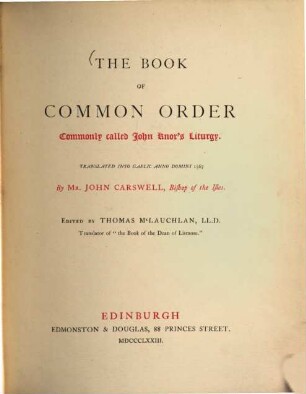 THE BOOK
OF
COMMON ORDER
Commonly called John Knox's Liturgy.
TRANSLATED INTO GAELIC ANNO DOMINI 1567
By MR. JOHN CARSWELL, Bishop of the Isles.
EDITED BY THOMAS M'LAUCHLAN, LL.D.
Translator of "the Book of the Dean of Lismore."
EDINBURGH
EDMONSTON & DOUGLAS, 88 PRINCES STREET.
MDCCCLXXIII.